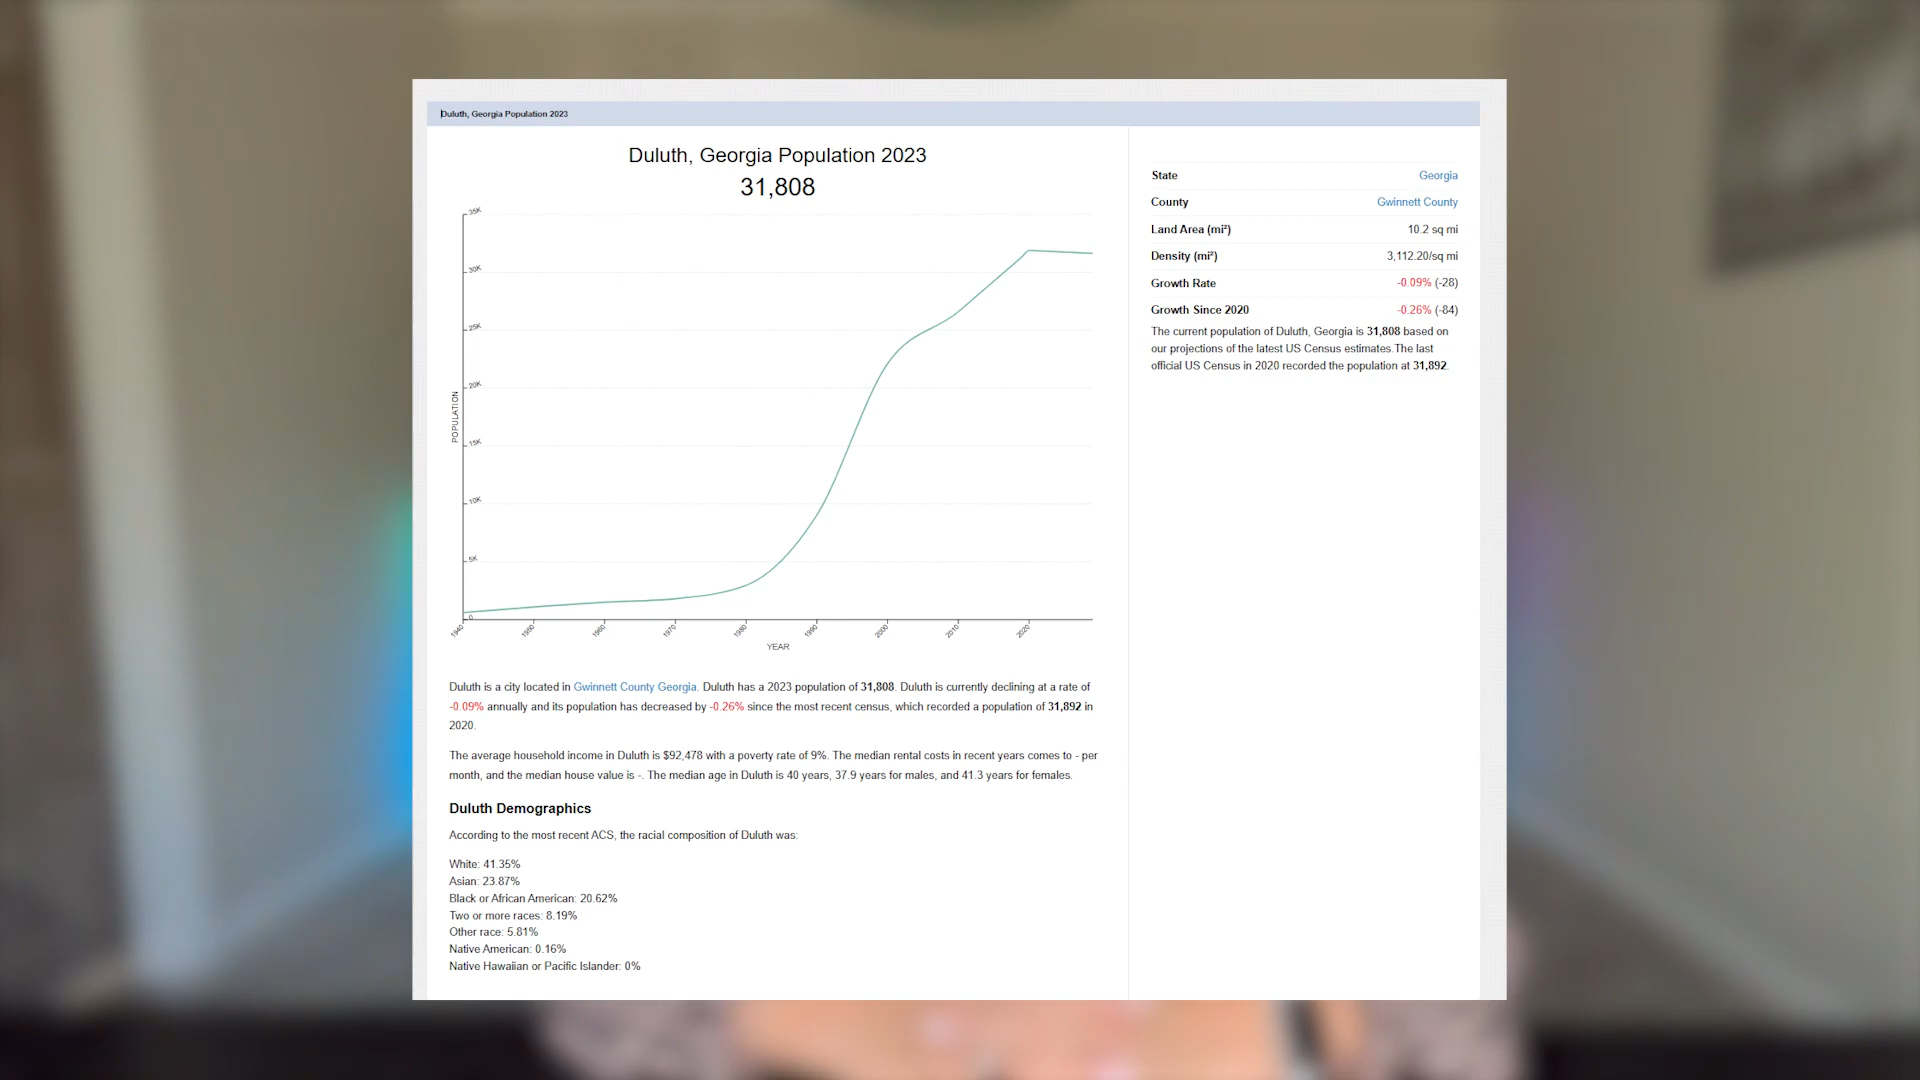 Duluth, Georgia Population 2023
Duluth, Georgia Population 2023
31,808
35K
30K
25K
20K
15K
10K
5K
0
POPULATION
1940
1950
1960
1970
1980
1990
2000
2010
2020
YEAR
State Georgia
County Gwinnett County
Land Area (mi²) 10.2 sq mi
Density (mi²) 3,112.20/sq mi
Growth Rate -0.09% (-28)
Growth Since 2020 -0.26% (-84)
The current population of Duluth, Georgia is 31,808 based on
our projections of the latest US Census estimates.The last
official US Census in 2020 recorded the population at 31,892.
Duluth is a city located in Gwinnett County Georgia. Duluth has a 2023 population of 31,808. Duluth is currently declining at a rate of
-0.09% annually and its population has decreased by -0.26% since the most recent census, which recorded a population of 31,892 in
2020.
The average household income in Duluth is $92,478 with a poverty rate of 9%. The median rental costs in recent years comes to - per
month, and the median house value is -. The median age in Duluth is 40 years, 37.9 years for males, and 41.3 years for females.
Duluth Demographics
According to the most recent ACS, the racial composition of Duluth was:
White: 41.35%
Asian: 23.87%
Black or African American: 20.62%
Two or more races: 8.19%
Other race: 5.81%
Native American: 0.16%
Native Hawaiian or Pacific Islander: 0%